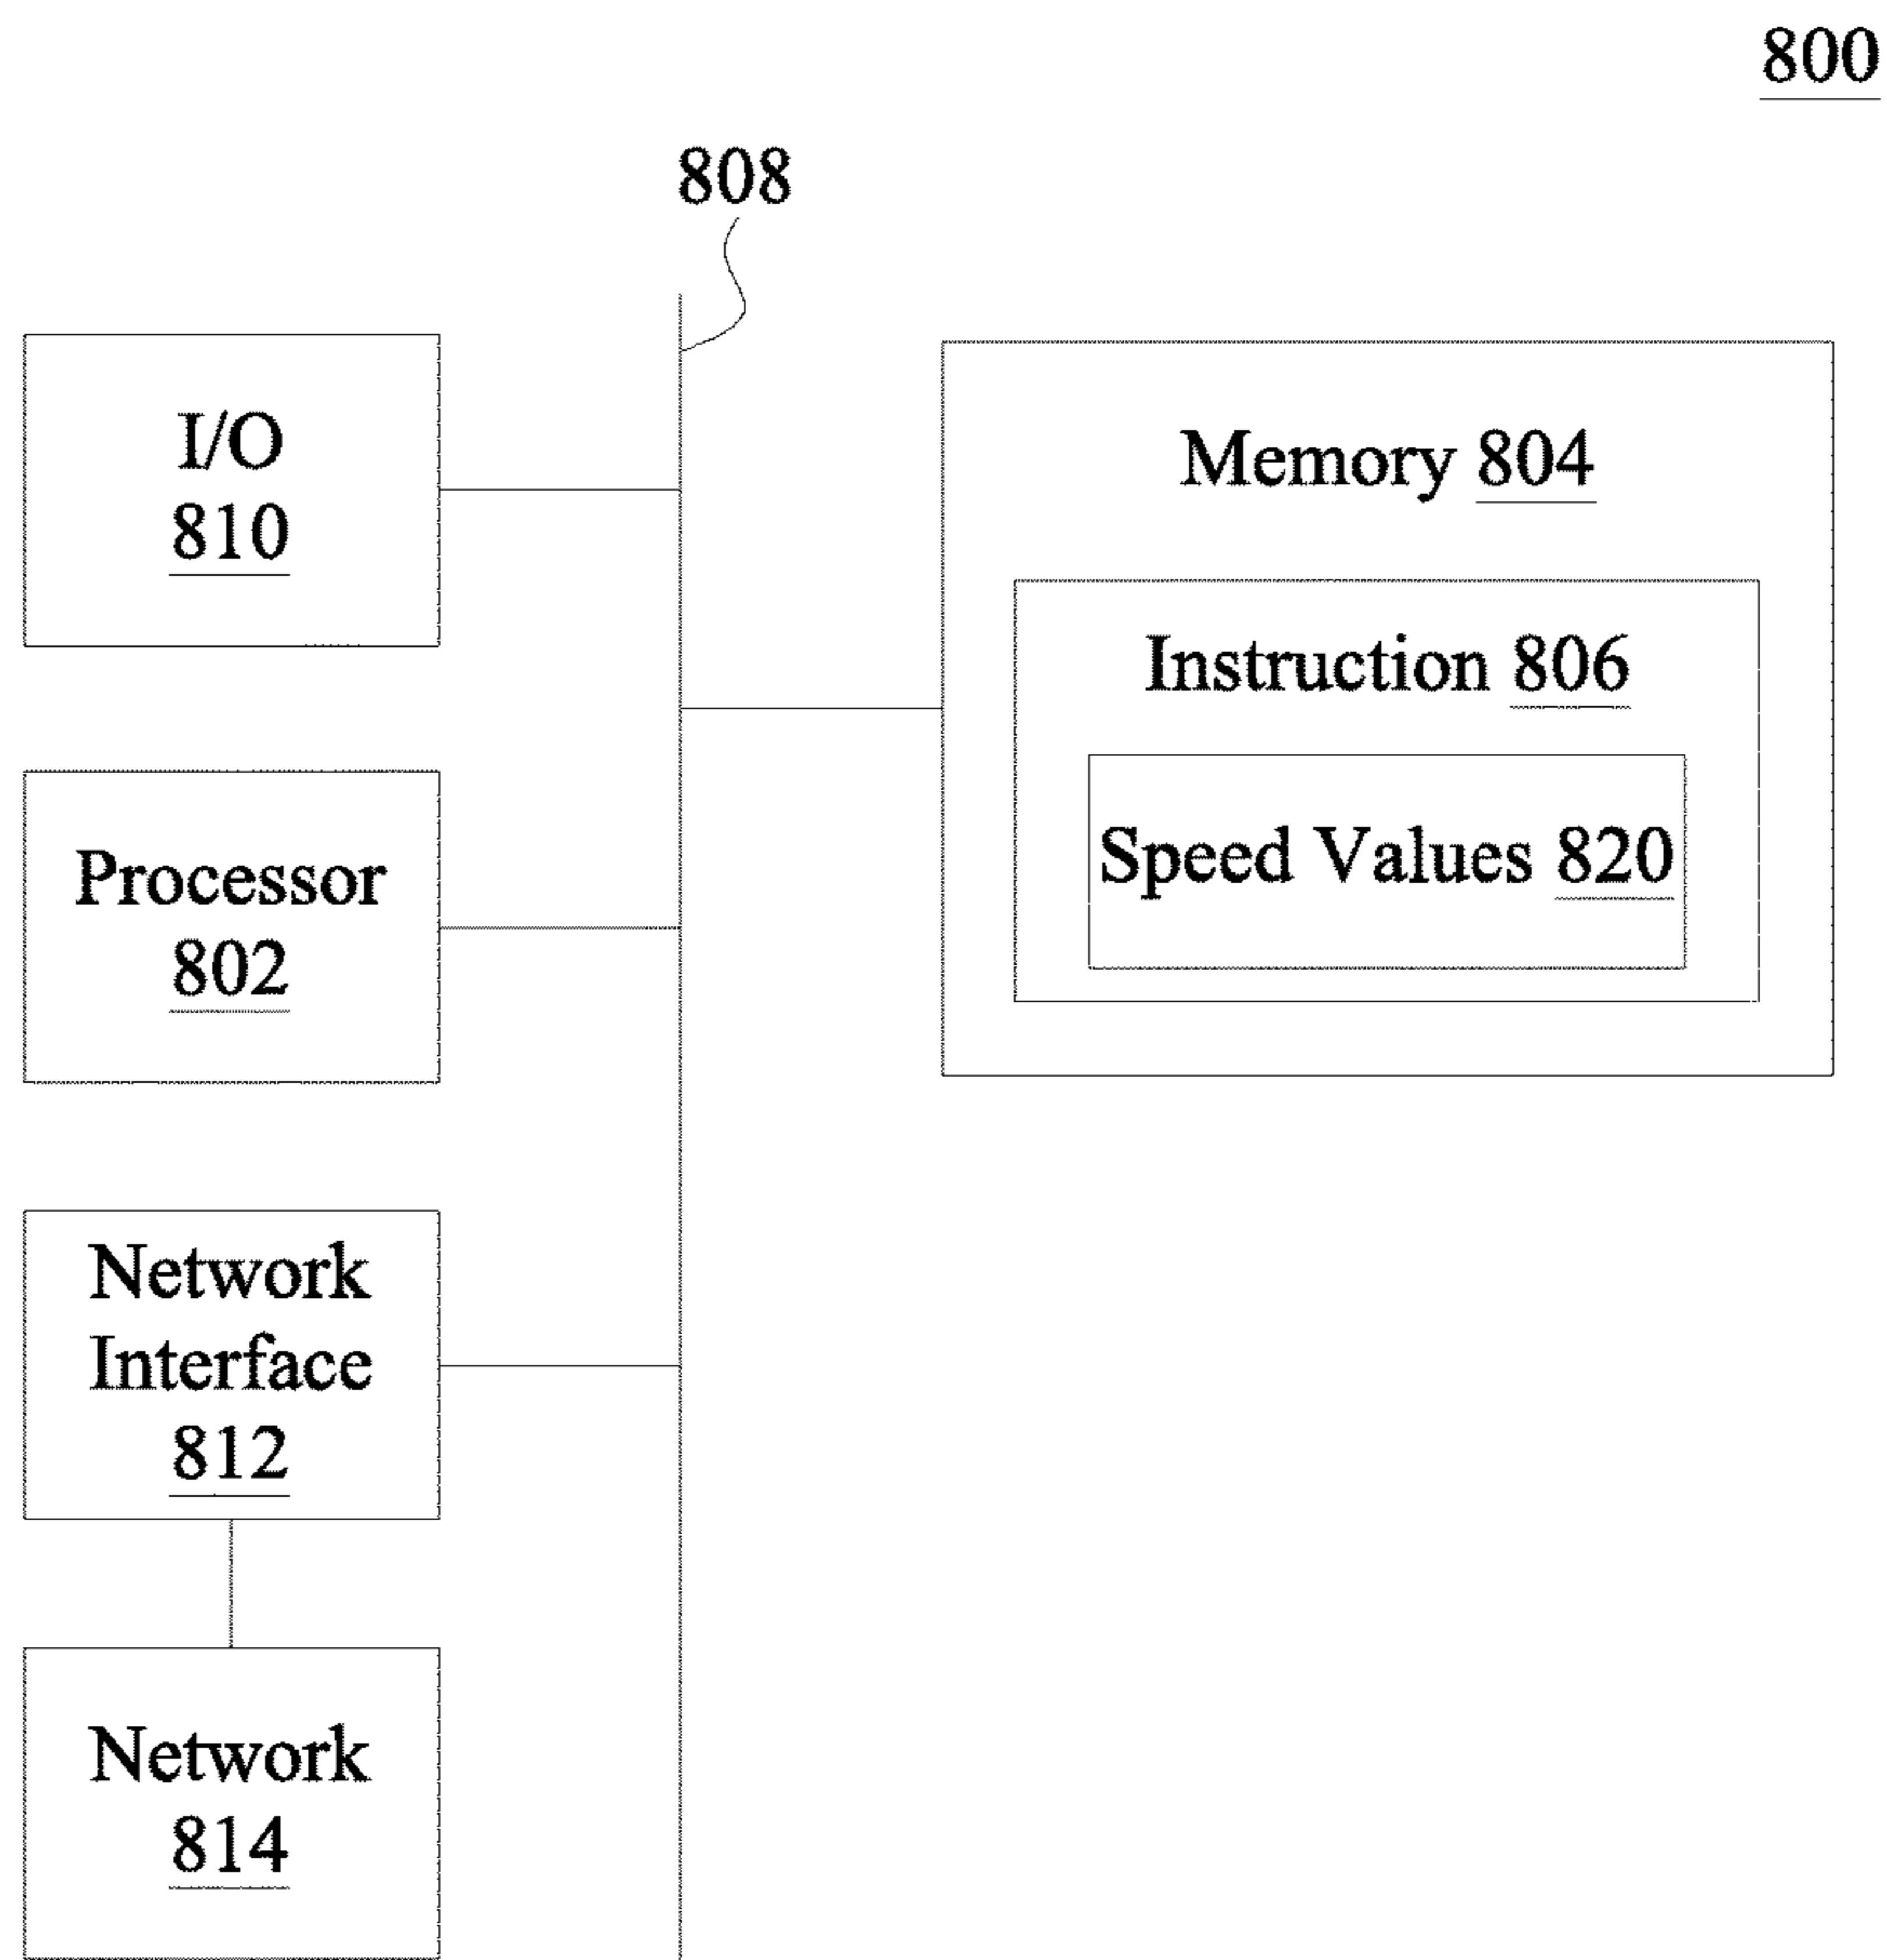 800
808
I/O
810
Memory 804
Instruction 806
Speed Values 820
Processor
802
Network
Interface
812
Network
814